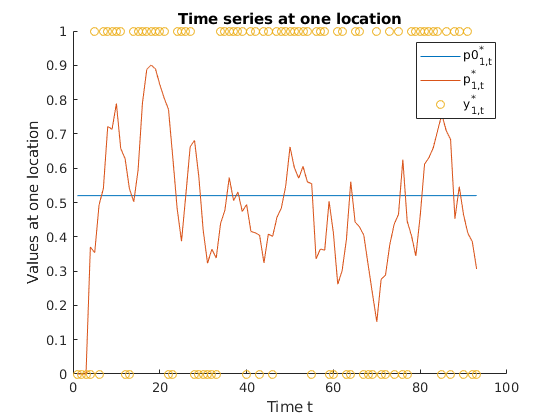 Time series at one location
Values at one location
1
0.9
0.8
0.7
0.6
0.5
0.4
0.3
0.2
0.1
0
p0*1,t
p*1,t
y*1,t
0 20 40 60 80 100
Time t